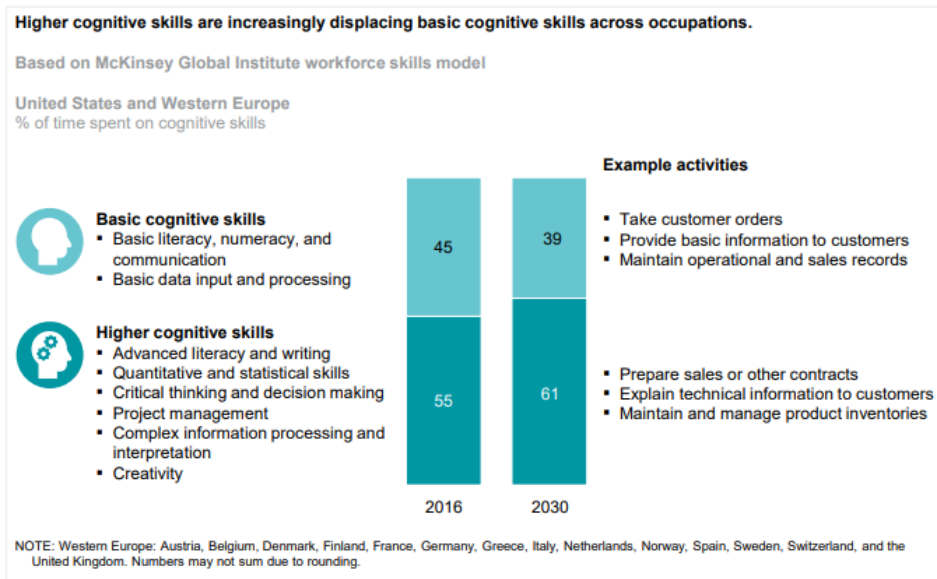 Higher cognitive skills are increasingly displacing basic cognitive skills across occupations.
Based on McKinsey Global Institute workforce skills model
United States and Western Europe
% of time spent on cognitive skills
Basic cognitive skills
▪ Basic literacy, numeracy, and
communication
▪ Basic data input and processing
Higher cognitive skills
▪ Advanced literacy and writing
▪ Quantitative and statistical skills
▪ Critical thinking and decision making
▪ Project management
▪ Complex information processing and
interpretation
▪ Creativity
45
55
2016
39
61
2030
Example activities
▪ Take customer orders
▪ Provide basic information to customers
▪ Maintain operational and sales records
▪ Prepare sales or other contracts
▪ Explain technical information to customers
▪ Maintain and manage product inventories
NOTE: Western Europe: Austria, Belgium, Denmark, Finland, France, Germany, Greece, Italy, Netherlands, Norway, Spain, Sweden, Switzerland, and the
United Kingdom. Numbers may not sum due to rounding.